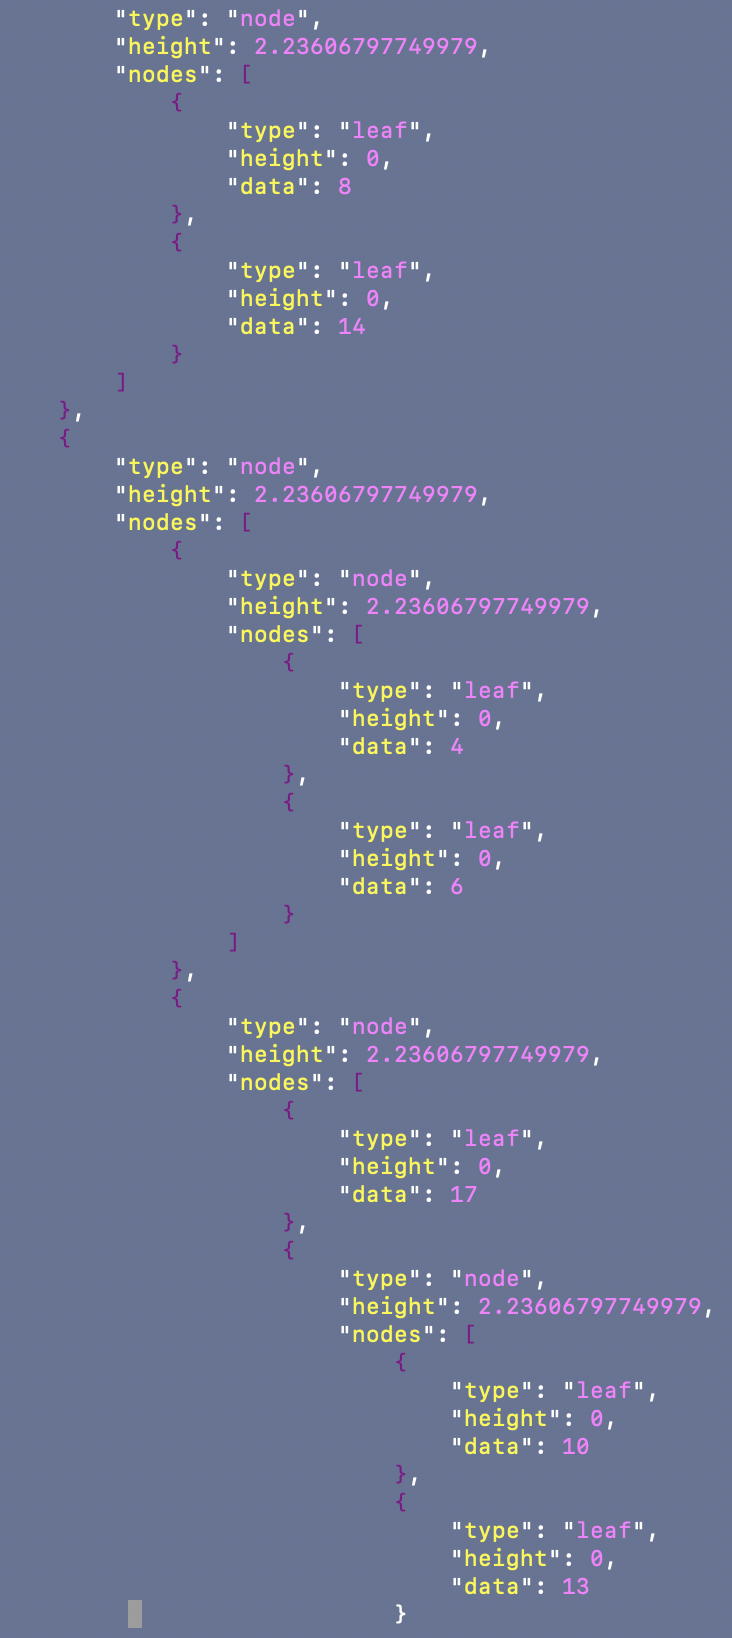 "type": "node",
"height": 2.23606797749979,
"nodes": [
{
"type": "leaf",
"height": 0,
"data": 8
},
{
"type": "leaf",
"height": 0,
"data": 14
}
]
},
{
"type": "node",
"height": 2.23606797749979,
"nodes": [
{
"type": "node",
"height": 2.23606797749979,
"nodes": [
{
"type": "leaf",
"height": 0,
"data": 4
},
{
"type": "leaf",
"height": 0,
"data": 6
}
]
},
{
"type": "node",
"height": 2.23606797749979,
"nodes": [
{
"type": "leaf",
"height": 0,
"data": 17
},
{
"type": "node",
"height": 2.23606797749979,
"nodes": [
{
"type": "leaf",
"height": 0,
"data": 10
},
{
"type": "leaf",
"height": 0,
"data": 13
}